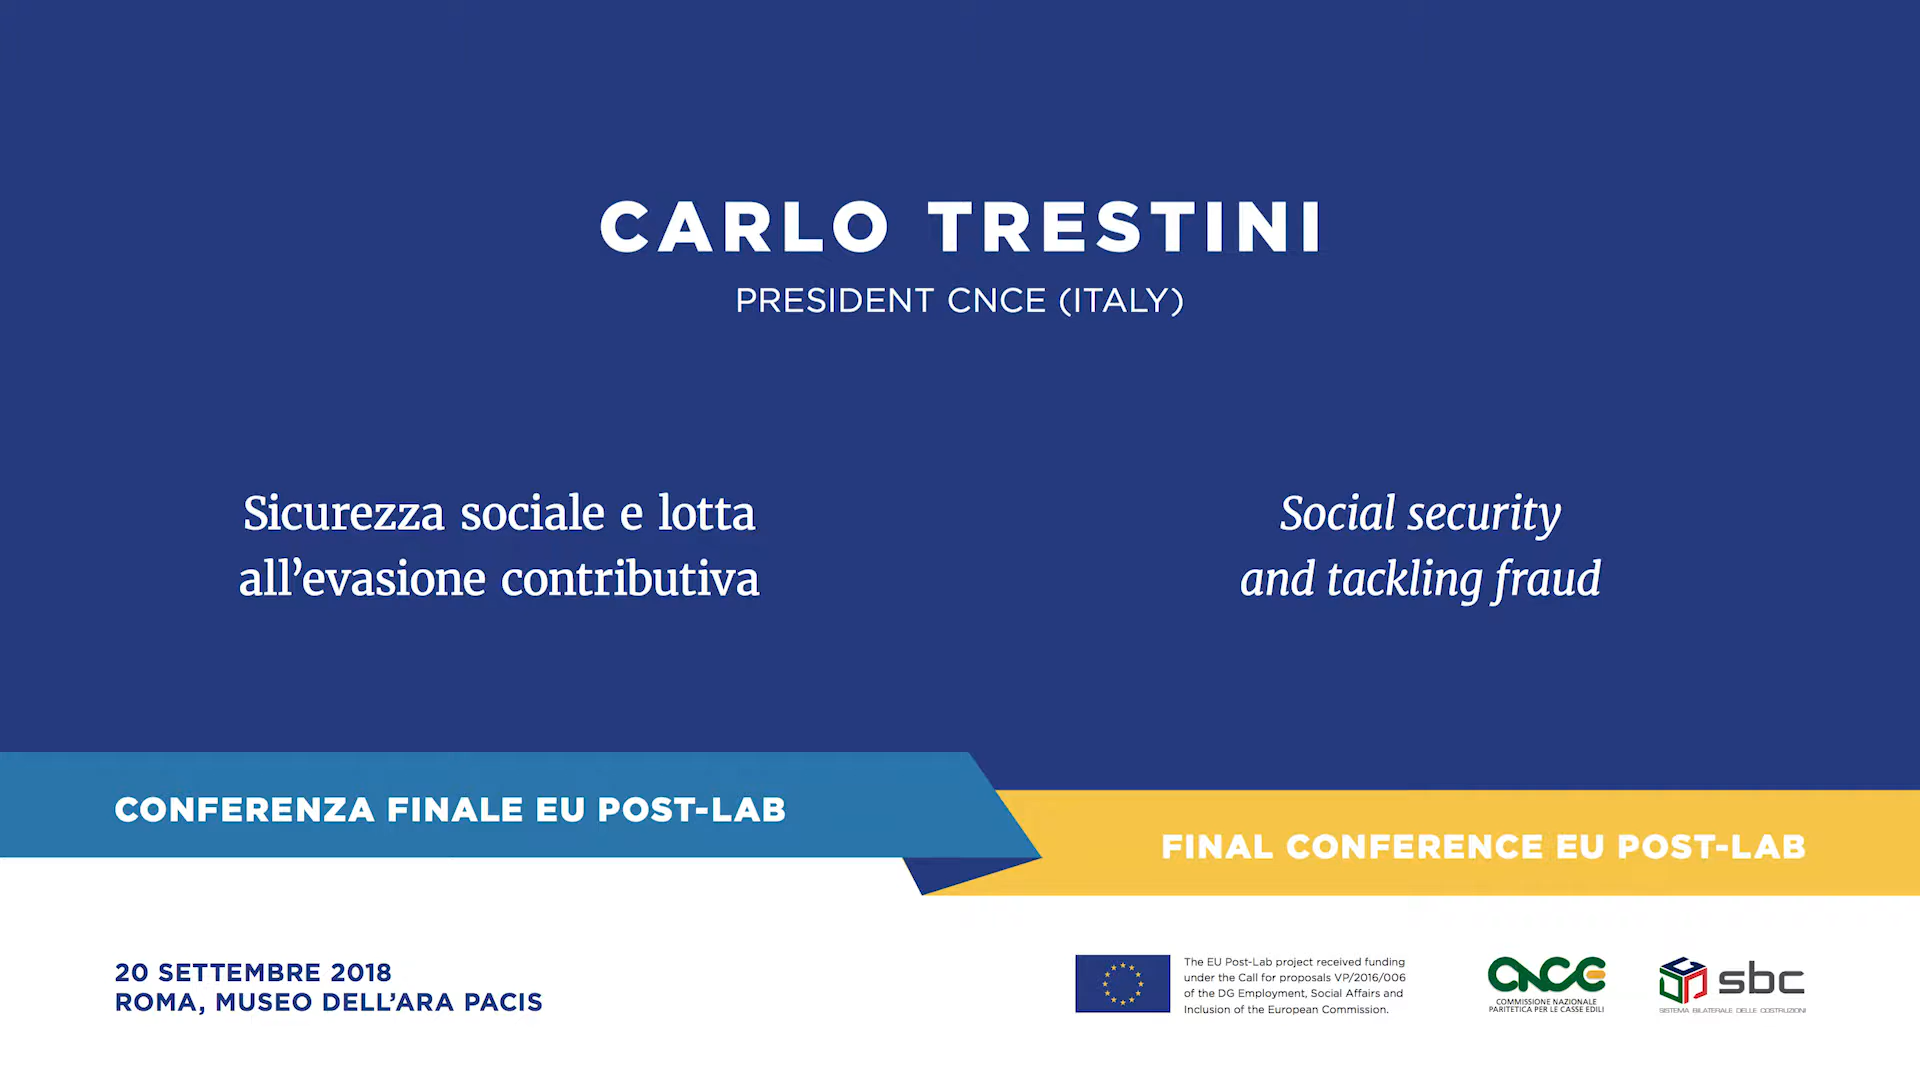 CARLO TRESTINI
PRESIDENT CNCE (ITALY)
Sicurezza sociale e lotta
all’evasione contributiva
Social security
and tackling fraud
CONFERENZA FINALE EU POST-LAB
FINAL CONFERENCE EU POST-LAB
20 SETTEMBRE 2018
ROMA, MUSEO DELL’ARA PACIS
The EU Post-Lab project received funding
under the Call for proposals VP/2016/006
of the DG Employment, Social Affairs and
Inclusion of the European Commission.
CNCE
COMMISSIONE NAZIONALE
PARITETICA PER LE CASSE EDILI
sbc
SISTEMA BILATERALE DELLE COSTRUZIONI